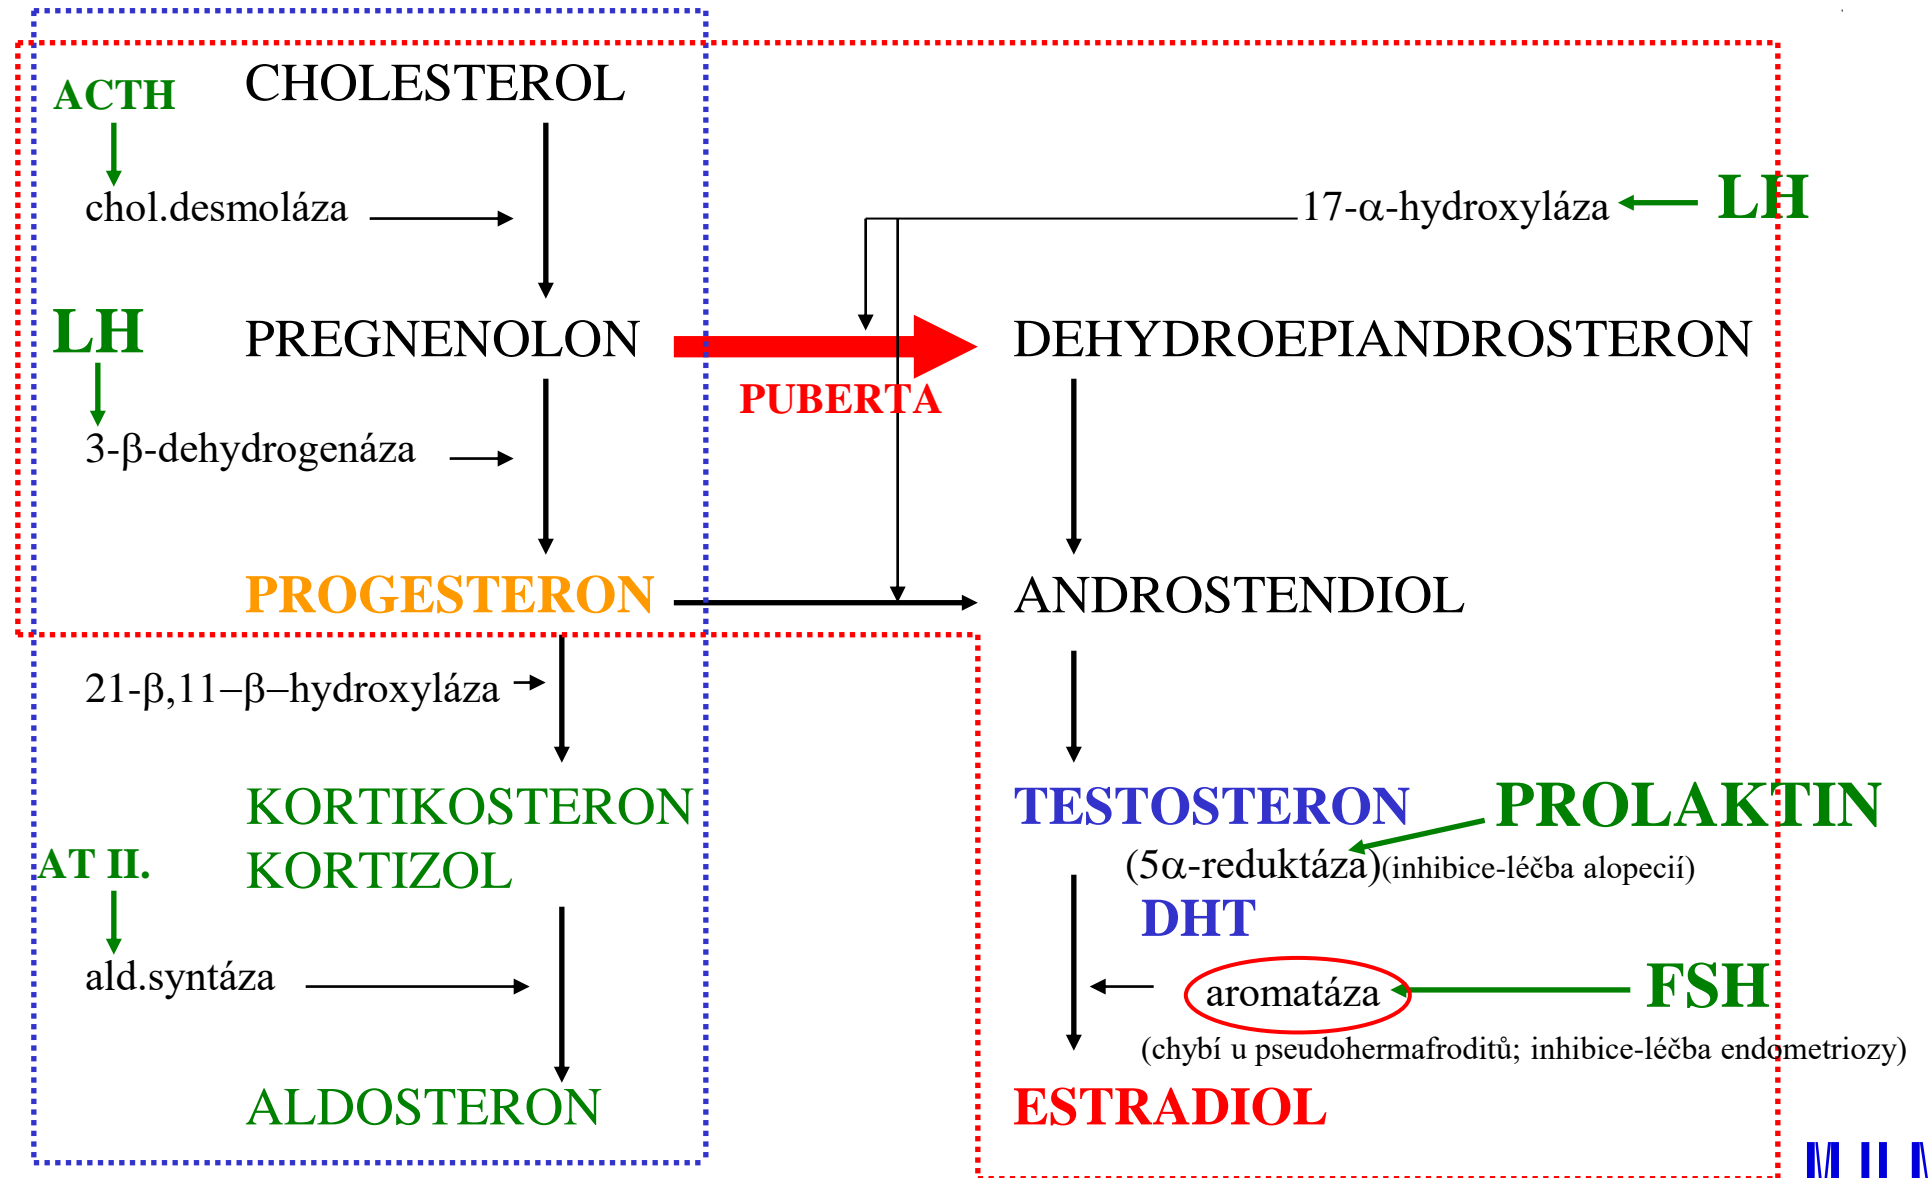 CHOLESTEROL
ACTH
chol.desmoláza
17-α-hydroxyláza
LH
LH
PREGNENOLON
DEHYDROEPIANDROSTERON
PUBERTA
3-β-dehydrogenáza
PROGESTERON
ANDROSTENDIOL
21-β,11–β–hydroxyláza
KORTIKOSTERON
TESTOSTERON
PROLAKTIN
AT II.
KORTIZOL
(5α-reduktáza)(inhibice-léčba alopecií)
DHT
ald.syntáza
aromatáza
FSH
(chybí u pseudohermafroditů; inhibice-léčba endometriozy)
ALDOSTERON
ESTRADIOL